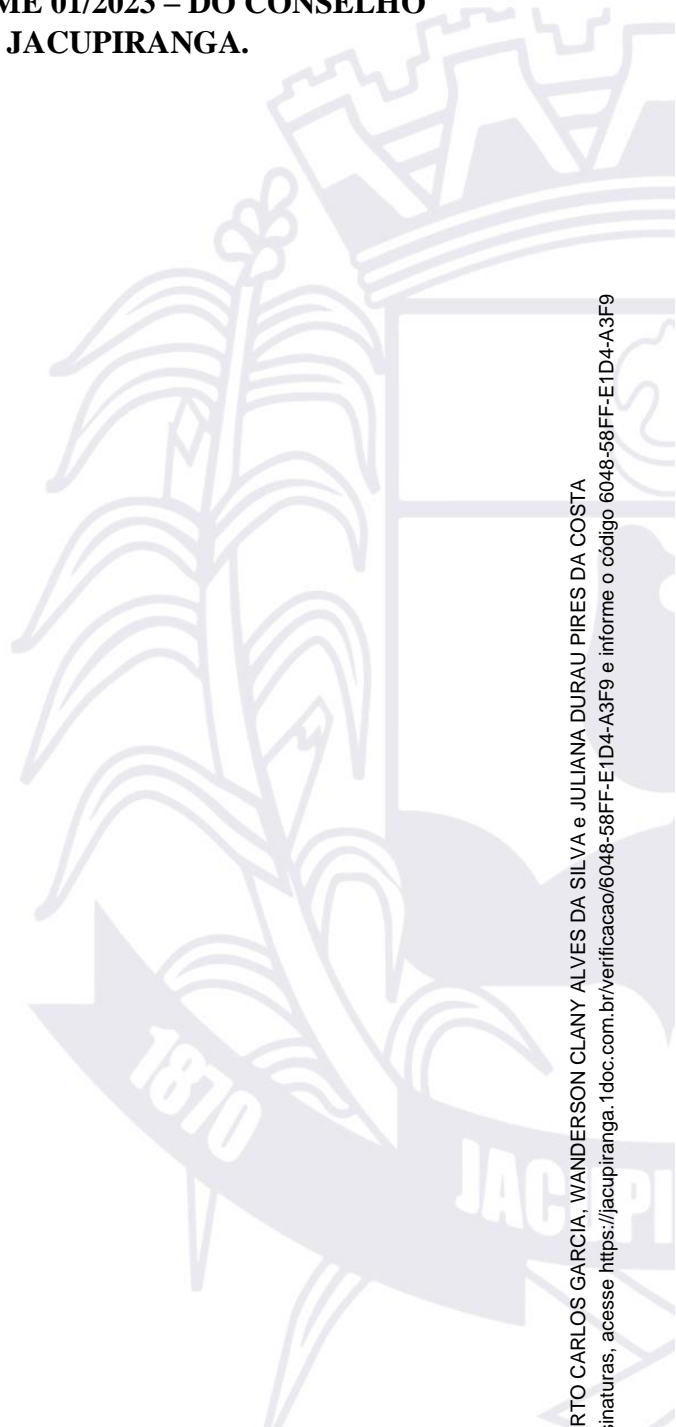 ME 01/2023 – DO CONSELHO
JACUPIRANGA.
1870
JACUPI
RTO CARLOS GARCIA, WANDERSON CLANY ALVES DA SILVA e JULIANA DURAU PIRES DA COSTA
sinaturas, acesse https://jacupiranga.1doc.com.br/verificacao/6048-58FF-E1D4-A3F9 e informe o código 6048-58FF-E1D4-A3F9